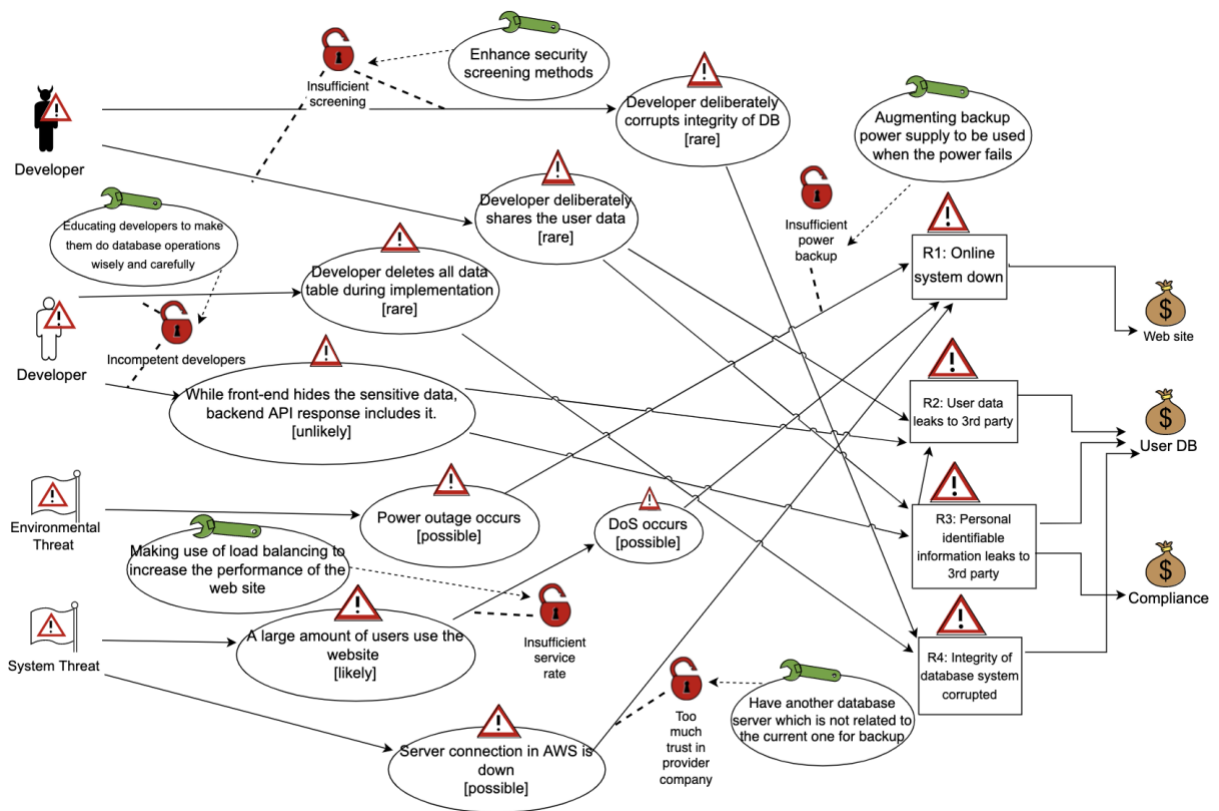 Enhance security
screening methods
Insufficient
screening
Developer
Developer deliberately
corrupts integrity of DB
[rare]
Augmenting backup
power supply to be used
when the power fails
Educating developers to make
them do database operations
wisely and carefully
Developer deliberately
shares the user data
[rare]
Insufficient
power
backup
R1: Online
system down
Developer deletes all data
table during implementation
[rare]
Developer
Incompetent developers
Web site
While front-end hides the sensitive data,
backend API response includes it.
[unlikely]
R2: User data
leaks to 3rd party
User DB
Environmental
Threat
Power outage occurs
[possible]
DoS occurs
[possible]
R3: Personal
identifiable
information leaks to
3rd party
Making use of load balancing to
increase the performance of the
web site
Compliance
System Threat
A large amount of users use the
website
[likely]
Insufficient
service
rate
R4: Integrity of
database system
corrupted
Too
much
trust in
provider
company
Have another database
server which is not related to
the current one for backup
Server connection in AWS is
down
[possible]